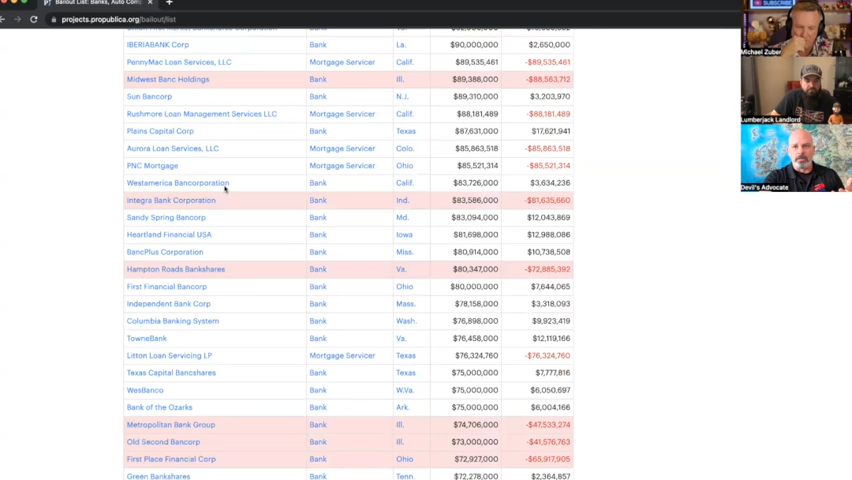 Bailout List: Banks, Auto Com
projects.propublica.org/bailout/list
SUBSCRIBE
IBERIABANK Corp Bank La. $90,000,000 $2,650,000
PennyMac Loan Services, LLC Mortgage Servicer Calif. $89,535,461 -$89,535,461
Midwest Banc Holdings Bank Ill. $89,388,000 -$88,563,712
Sun Bancorp Bank N.J. $89,310,000 $3,203,970
Rushmore Loan Management Services LLC Mortgage Servicer Calif. $88,181,489 -$88,181,489
Plains Capital Corp Bank Texas $87,631,000 $17,621,941
Aurora Loan Services, LLC Mortgage Servicer Colo. $85,863,518 -$85,863,518
PNC Mortgage Mortgage Servicer Ohio $85,521,314 -$85,521,314
Westamerica Bancorporation Bank Calif. $83,726,000 $3,634,236
Integra Bank Corporation Bank Ind. $83,586,000 -$81,635,660
Sandy Spring Bancorp Bank Md. $83,094,000 $12,043,869
Heartland Financial USA Bank Iowa $81,698,000 $12,988,086
BancPlus Corporation Bank Miss. $80,914,000 $10,738,508
Hampton Roads Bankshares Bank Va. $80,347,000 -$72,885,392
First Financial Bancorp Bank Ohio $80,000,000 $7,644,065
Independent Bank Corp Bank Mass. $78,158,000 $3,318,093
Columbia Banking System Bank Wash. $76,898,000 $9,923,419
TowneBank Bank Va. $76,458,000 $12,119,166
Litton Loan Servicing LP Mortgage Servicer Texas $76,324,760 -$76,324,760
Texas Capital Bancshares Bank Texas $75,000,000 $7,777,816
WesBanco Bank W.Va. $75,000,000 $6,050,697
Bank of the Ozarks Bank Ark. $75,000,000 $6,004,166
Metropolitan Bank Group Bank Ill. $74,706,000 -$47,533,274
Old Second Bancorp Bank Ill. $73,000,000 -$41,576,763
First Place Financial Corp Bank Ohio $72,927,000 -$65,917,905
Green Bankshares Bank Tenn. $72,278,000 $2,364,857
Michael Zuber
Lumberjack Landlord
Devil's Advocate